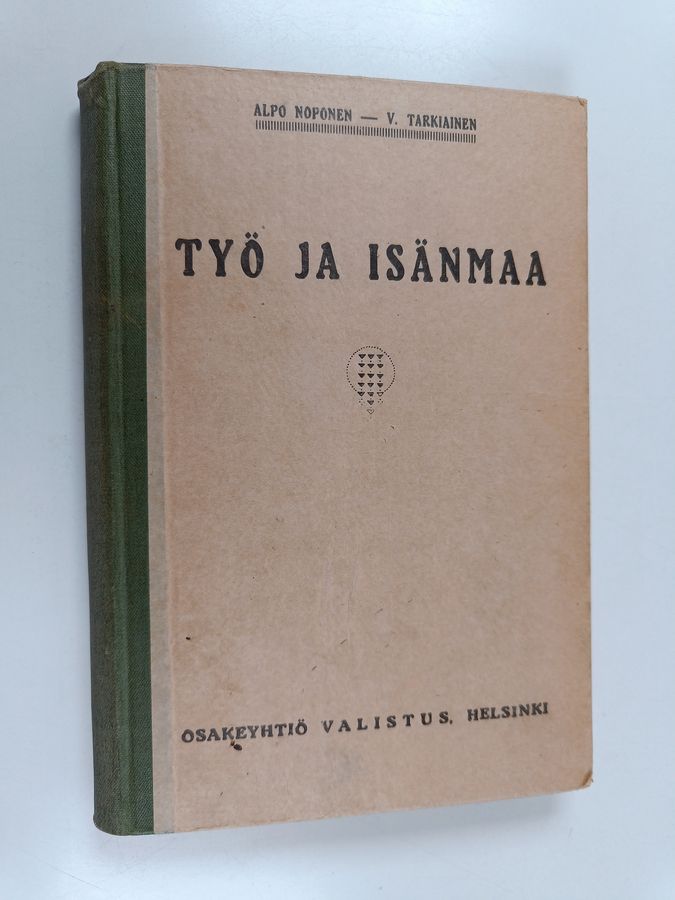 ALPO NOPONEN — V. TARKIAINEN
TYÖ JA ISÄNMAA
OSAKEYHTIÖ VALISTUS, HELSINKI